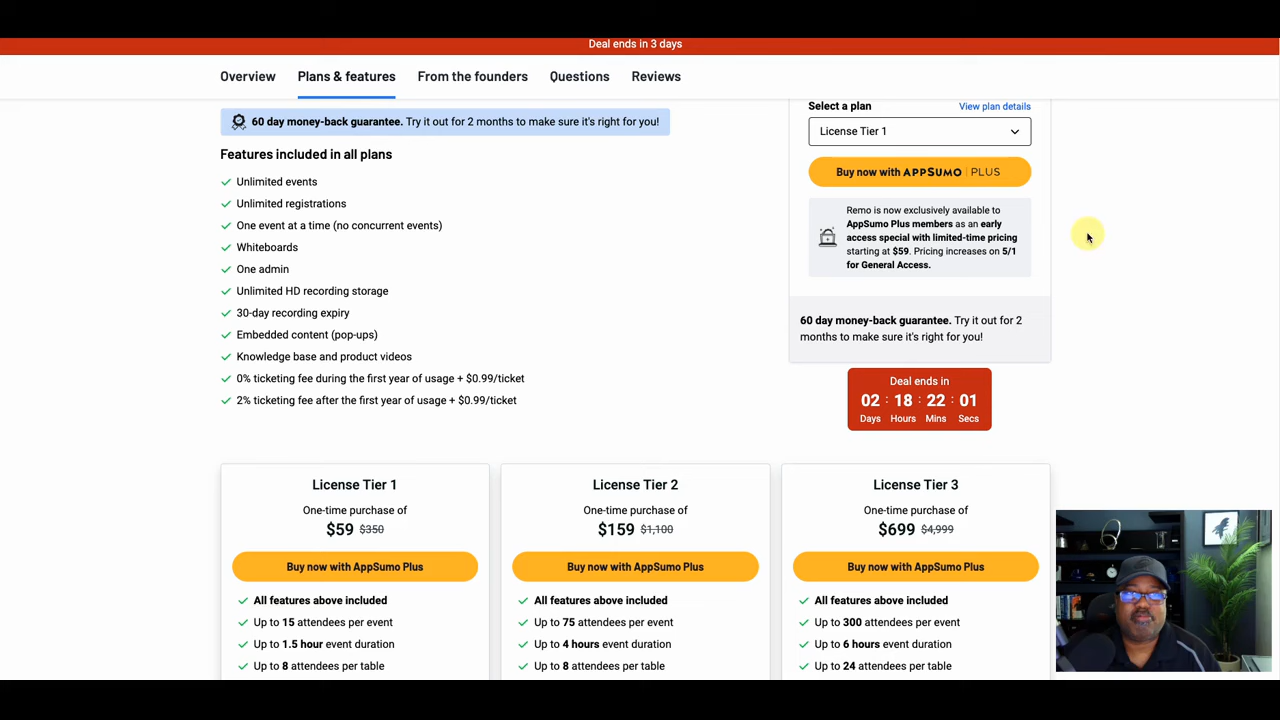 Deal ends in 3 days
Overview
Plans & features
From the founders
Questions
Reviews
60 day money-back guarantee. Try it out for 2 months to make sure it's right for you!
Features included in all plans
Unlimited events
Unlimited registrations
One event at a time (no concurrent events)
Whiteboards
One admin
Unlimited HD recording storage
30-day recording expiry
Embedded content (pop-ups)
Knowledge base and product videos
0% ticketing fee during the first year of usage + $0.99/ticket
2% ticketing fee after the first year of usage + $0.99/ticket
Select a plan
View plan details
License Tier 1
Buy now with APPSUMO | PLUS
Remo is now exclusively available to
AppSumo Plus members as an early
access special with limited-time pricing
starting at $59. Pricing increases on 5/1
for General Access.
60 day money-back guarantee. Try it out for 2
months to make sure it's right for you!
Deal ends in
02 : 18 : 22 : 01
Days Hours Mins Secs
License Tier 1
One-time purchase of
$59 $350
Buy now with AppSumo Plus
All features above included
Up to 15 attendees per event
Up to 1.5 hour event duration
Up to 8 attendees per table
License Tier 2
One-time purchase of
$159 $1,100
Buy now with AppSumo Plus
All features above included
Up to 75 attendees per event
Up to 4 hours event duration
Up to 8 attendees per table
License Tier 3
One-time purchase of
$699 $4,999
Buy now with AppSumo Plus
All features above included
Up to 300 attendees per event
Up to 6 hours event duration
Up to 24 attendees per table